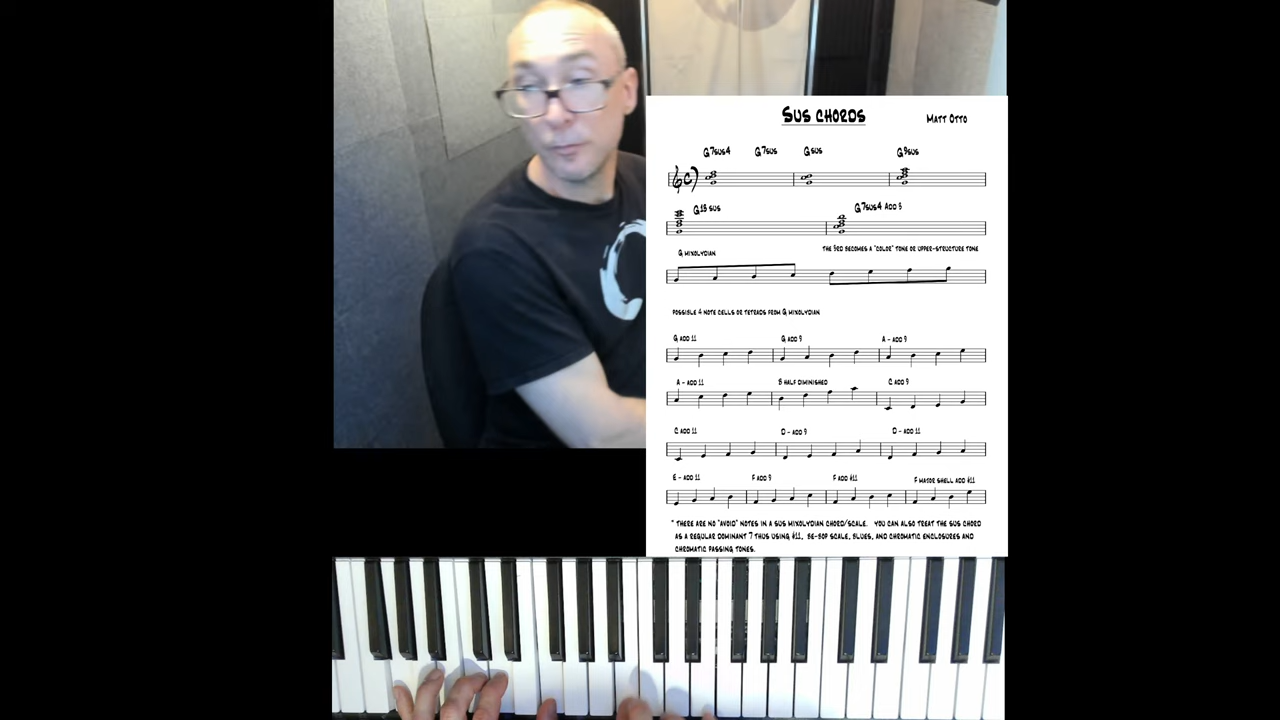 SUS CHORDS
MATT OTTO
G7SUS4 G7SUS GSUS G9SUS
G13 SUS G7SUS4 ADD 3
G MIXOLYDIAN THE 3RD BECOMES A "COLOR" TONE OR UPPER-STRUCTURE TONE
POSSIBLE 4 NOTE CELLS OR TETRADS FROM G MIXOLYDIAN
G ADD 11 G ADD 9 A - ADD 9
A - ADD 11 B HALF DIMINISHED C ADD 9
C ADD 11 D - ADD 9 D - ADD 11
E - ADD 11 F ADD 9 F ADD #11 F MAJOR SHELL ADD #11
* THERE ARE NO "AVOID" NOTES IN A SUS MIXOLYDIAN CHORD/SCALE. YOU CAN ALSO TREAT THE SUS CHORD
AS A REGULAR DOMINANT 7 THUS USING #11, BE-BOP SCALE, BLUES, AND CHROMATIC ENCLOSURES AND
CHROMATIC PASSING TONES.